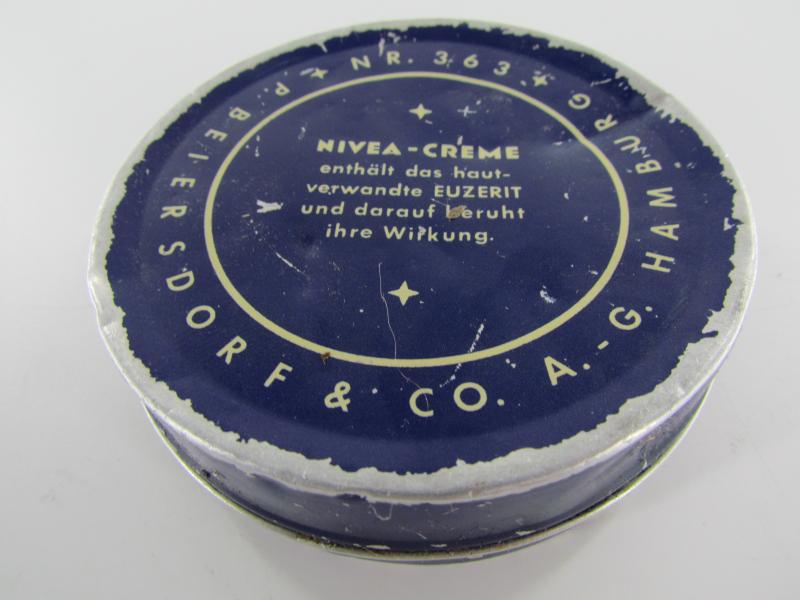 NR. 363
NIVEA-CREME
enthält das haut-
verwandte EUZERIT
und darauf beruht
ihre Wirkung.
P. BEIERSDORF & CO. A.-G. HAMBURG